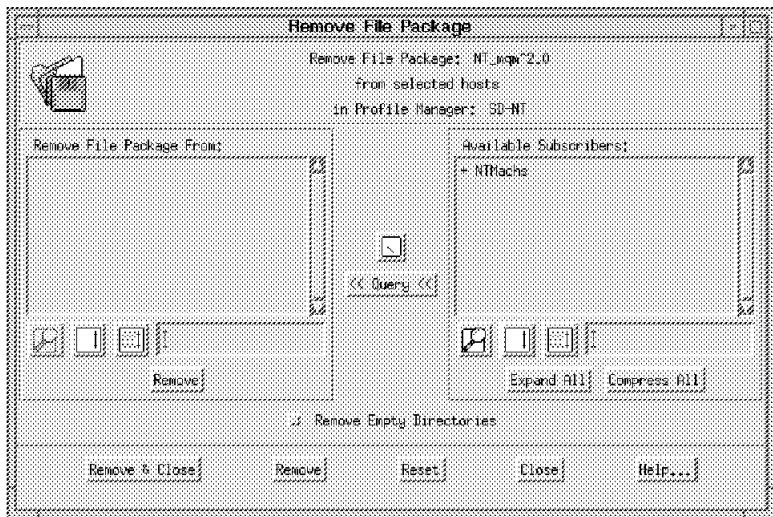 Remove File Package
Remove File Package: NT_mqm^2.0
from selected hosts
in Profile Manager: SD-NT
Remove File Package From:
Available Subscribers:
+ NTMachs
<< Query <<
Remove
Expand All
Compress All
Remove Empty Directories
Remove & Close
Remove
Reset
Close
Help...